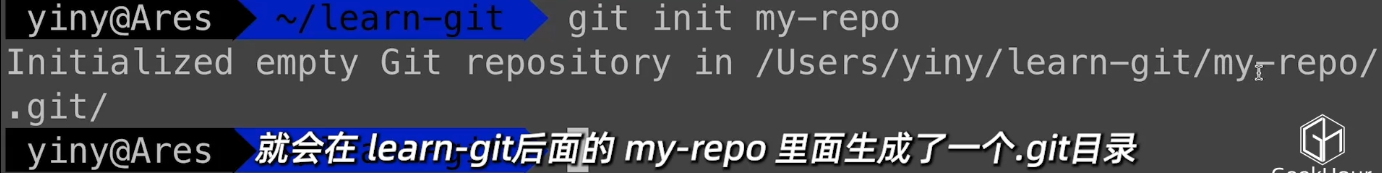 yiny@Ares ~/learn-git git init my-repo
Initialized empty Git repository in /Users/yiny/learn-git/my-repo/
.git/
yiny@Ares
就会在 learn-git后面的 my-repo 里面生成了一个.git目录
GeekHour